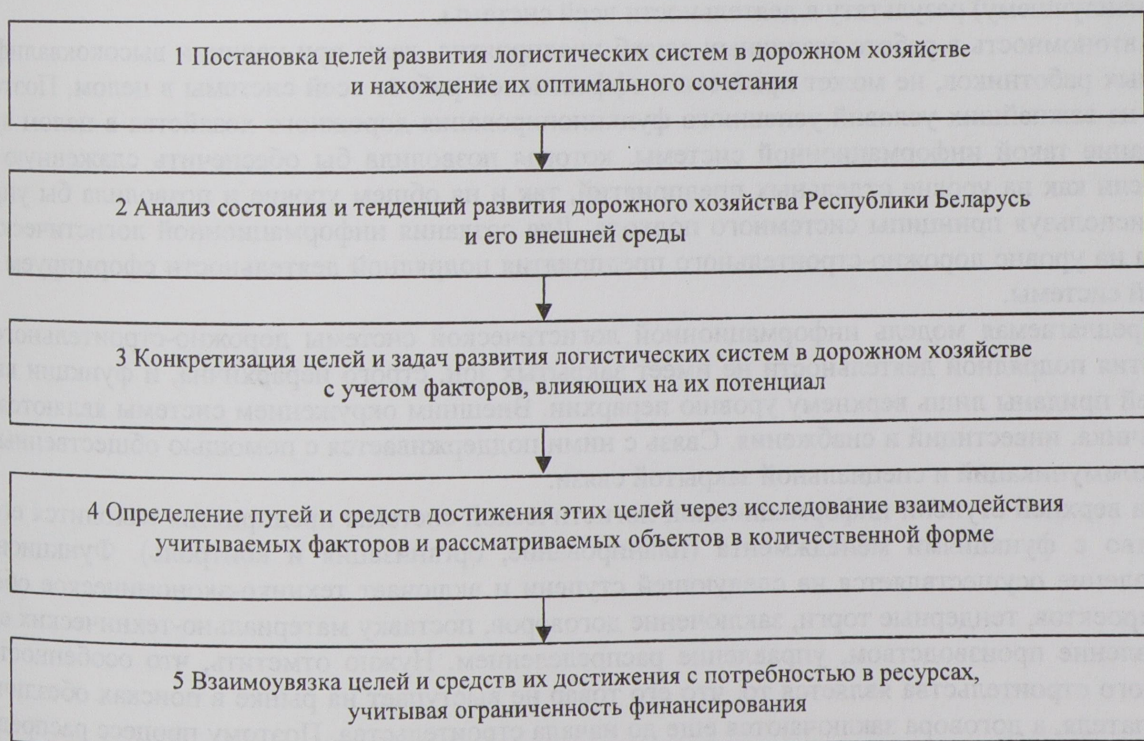 1 Постановка целей развития логистических систем в дорожном хозяйстве
и нахождение их оптимального сочетания
2 Анализ состояния и тенденций развития дорожного хозяйства Республики Беларусь
и его внешней среды
3 Конкретизация целей и задач развития логистических систем в дорожном хозяйстве
с учетом факторов, влияющих на их потенциал
4 Определение путей и средств достижения этих целей через исследование взаимодействия
учитываемых факторов и рассматриваемых объектов в количественной форме
5 Взаимоувязка целей и средств их достижения с потребностью в ресурсах,
учитывая ограниченность финансирования